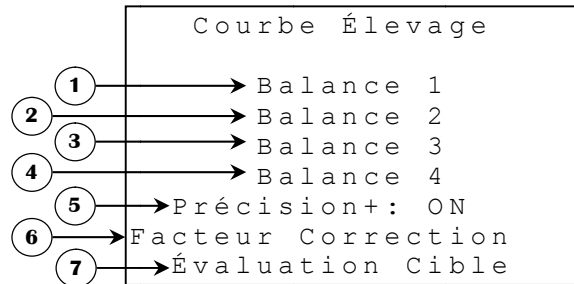 Courbe Élevage
1 Balance 1
2 Balance 2
3 Balance 3
4 Balance 4
5 Précision+: ON
6 Facteur Correction
7 Évaluation Cible